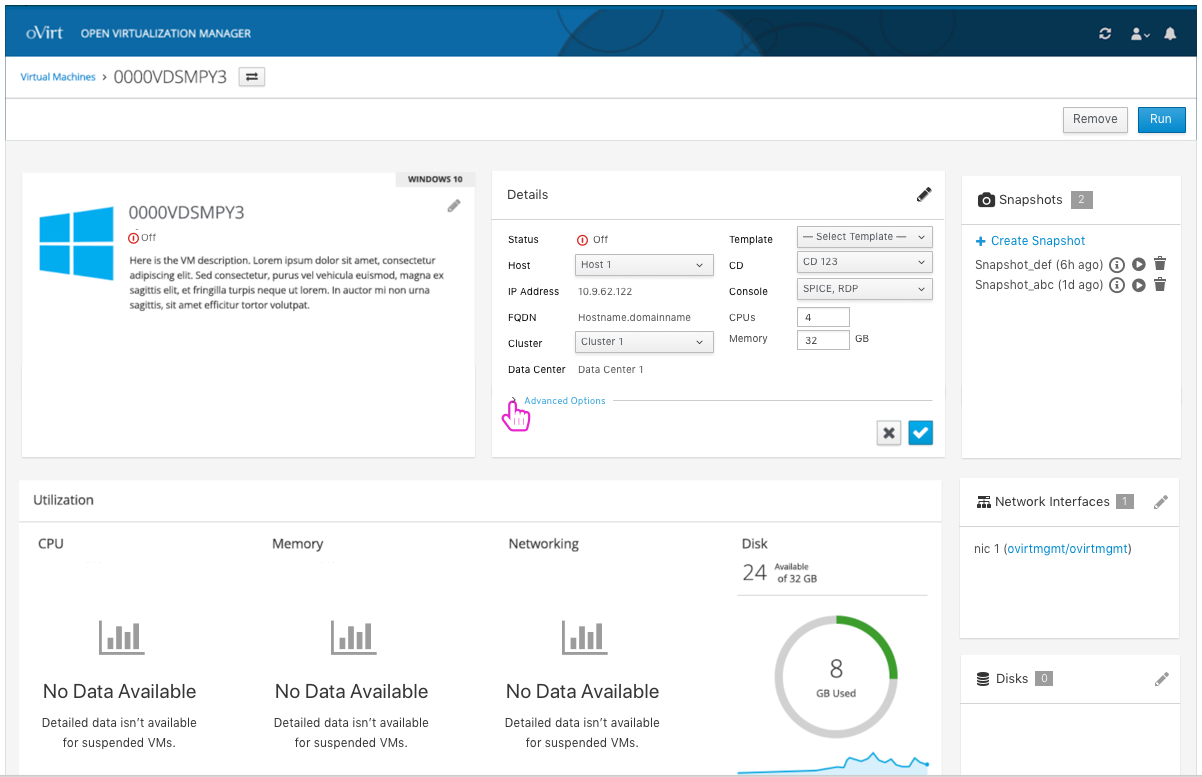 oVirt OPEN VIRTUALIZATION MANAGER
Virtual Machines › 0000VDSMPY3
Remove Run
WINDOWS 10
0000VDSMPY3
Off
Here is the VM description. Lorem ipsum dolor sit amet, consectetur
adipiscing elit. Sed consectetur, purus vel vehicula euismod, magna ex
sagittis elit, et fringilla turpis neque ut lorem. In auctor mi non urna
sagittis, sit amet efficitur tortor volutpat.
Details
Status Off
Host Host 1
IP Address 10.9.62.122
FQDN Hostname.domainname
Cluster Cluster 1
Data Center Data Center 1
Template — Select Template —
CD CD 123
Console SPICE, RDP
CPUs 4
Memory 32 GB
Advanced Options
Snapshots 2
+ Create Snapshot
Snapshot_def (6h ago)
Snapshot_abc (1d ago)
Utilization
CPU
No Data Available
Detailed data isn't available
for suspended VMs.
Memory
No Data Available
Detailed data isn't available
for suspended VMs.
Networking
No Data Available
Detailed data isn't available
for suspended VMs.
Disk
24 Available
of 32 GB
8
GB Used
Network Interfaces 1
nic 1 (ovirtmgmt/ovirtmgmt)
Disks 0